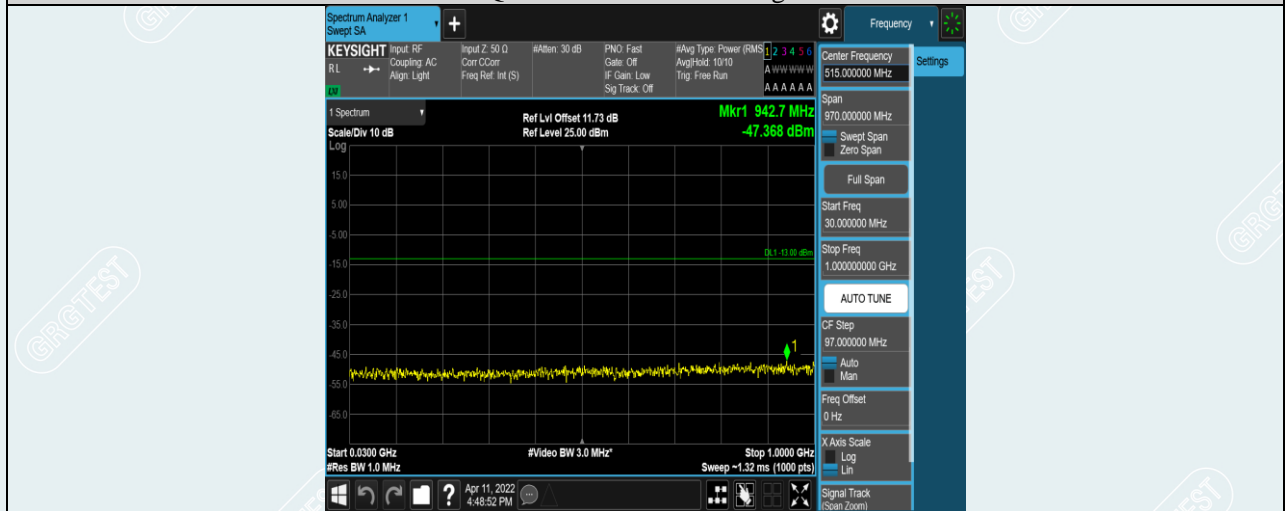 Spectrum Analyzer 1
Swept SA
+
Frequency
KEYSIGHT
RL
LXI
Input: RF
Coupling: AC
Align: Light
Input Z: 50 Ω
Corr CCorr
Freq Ref: Int (S)
#Atten: 30 dB
PNO: Fast
Gate: Off
IF Gain: Low
Sig Track: Off
#Avg Type: Power (RMS
Avg|Hold: 10/10
Trig: Free Run
1 2 3 4 5 6
A W W W W W
A A A A A A
Center Frequency
515.000000 MHz
Settings
Span
970.000000 MHz
Swept Span
Zero Span
Full Span
Start Freq
30.000000 MHz
Stop Freq
1.000000000 GHz
AUTO TUNE
CF Step
97.000000 MHz
Auto
Man
Freq Offset
0 Hz
X Axis Scale
Log
Lin
Signal Track
(Span Zoom)
1 Spectrum
Scale/Div 10 dB
Log
Ref Lvl Offset 11.73 dB
Ref Level 25.00 dBm
Mkr1 942.7 MHz
-47.368 dBm
15.0
5.00
-5.00
-15.0
-25.0
-35.0
-45.0
-55.0
-65.0
DL1 -13.00 dBm
1
Start 0.0300 GHz
#Res BW 1.0 MHz
#Video BW 3.0 MHz*
Stop 1.0000 GHz
Sweep ~1.32 ms (1000 pts)
?
Apr 11, 2022
4:48:52 PM
GRGTEST
GRGTEST